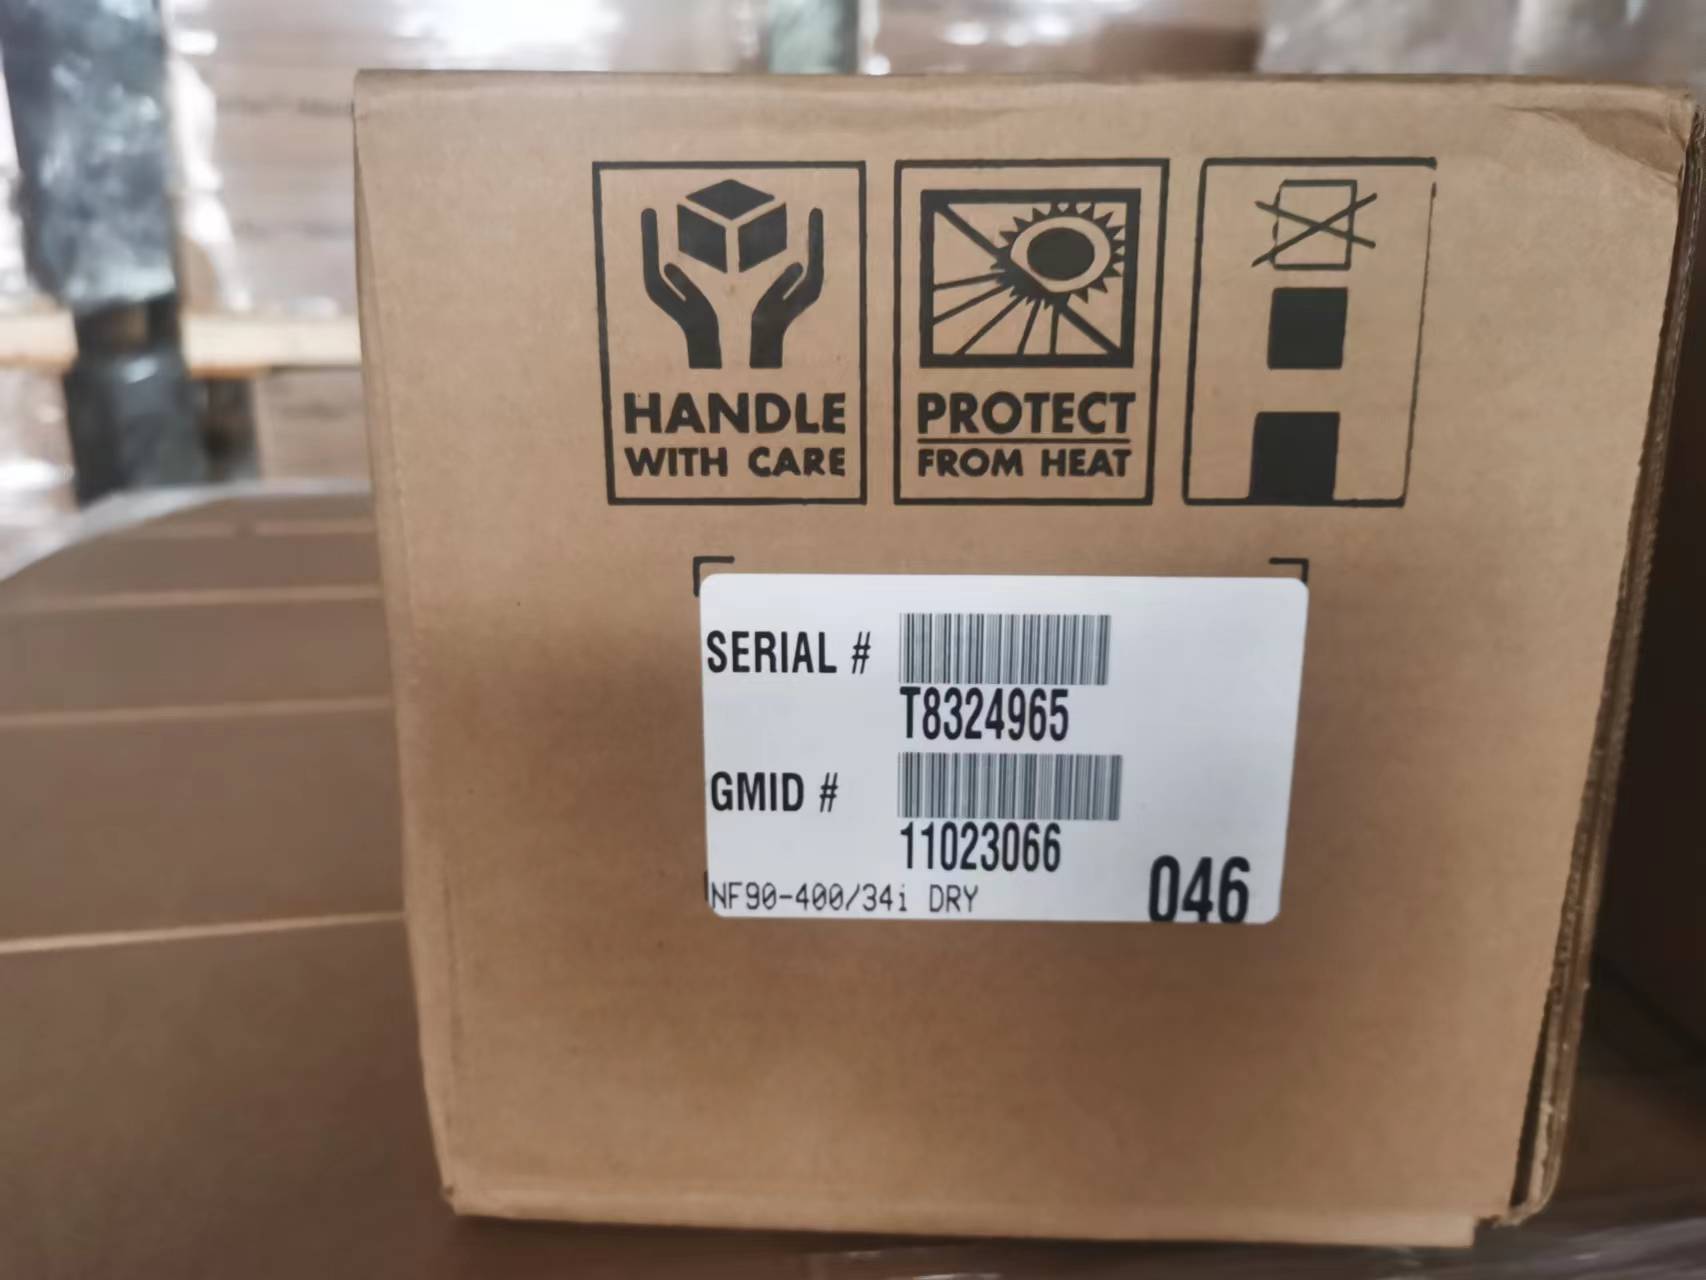 HANDLE
WITH CARE
PROTECT
FROM HEAT
SERIAL #
T8324965
GMID #
11023066
NF90-400/34i DRY
046